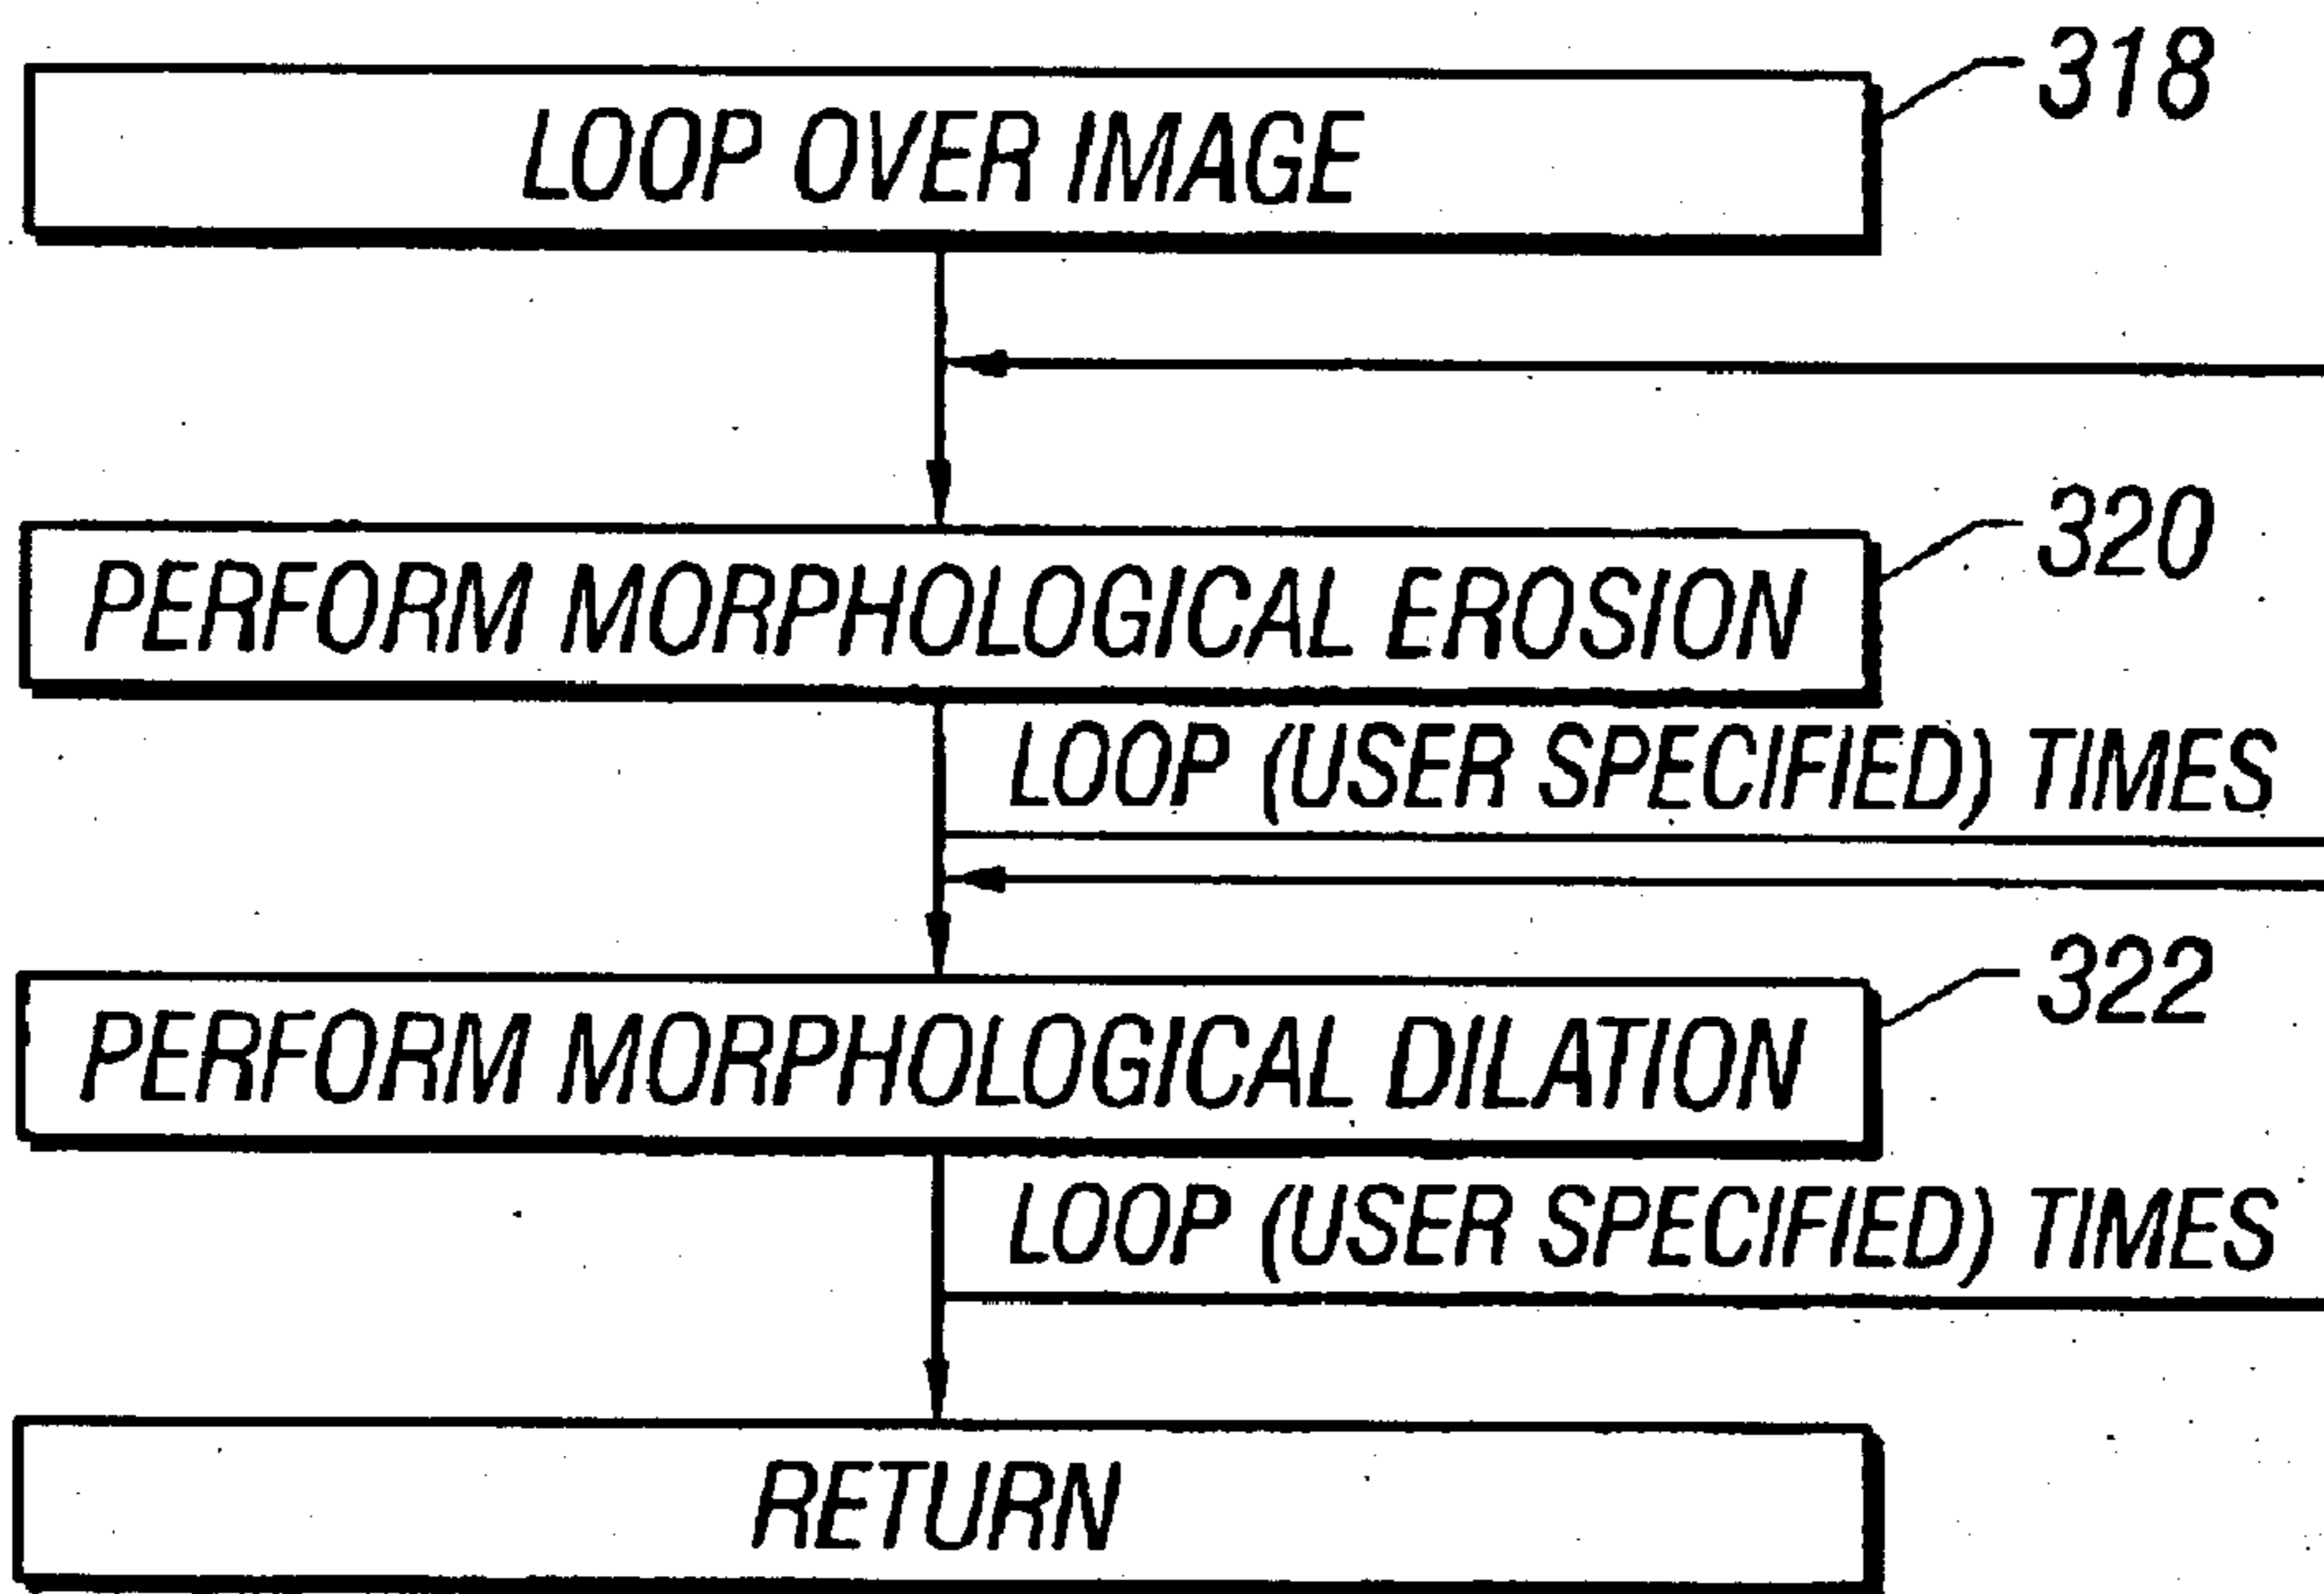 318
LOOP OVER IMAGE
320
PERFORM MORPHOLOGICAL EROSION
LOOP (USER SPECIFIED) TIMES
322
PERFORM MORPHOLOGICAL DILATION
LOOP (USER SPECIFIED) TIMES
RETURN